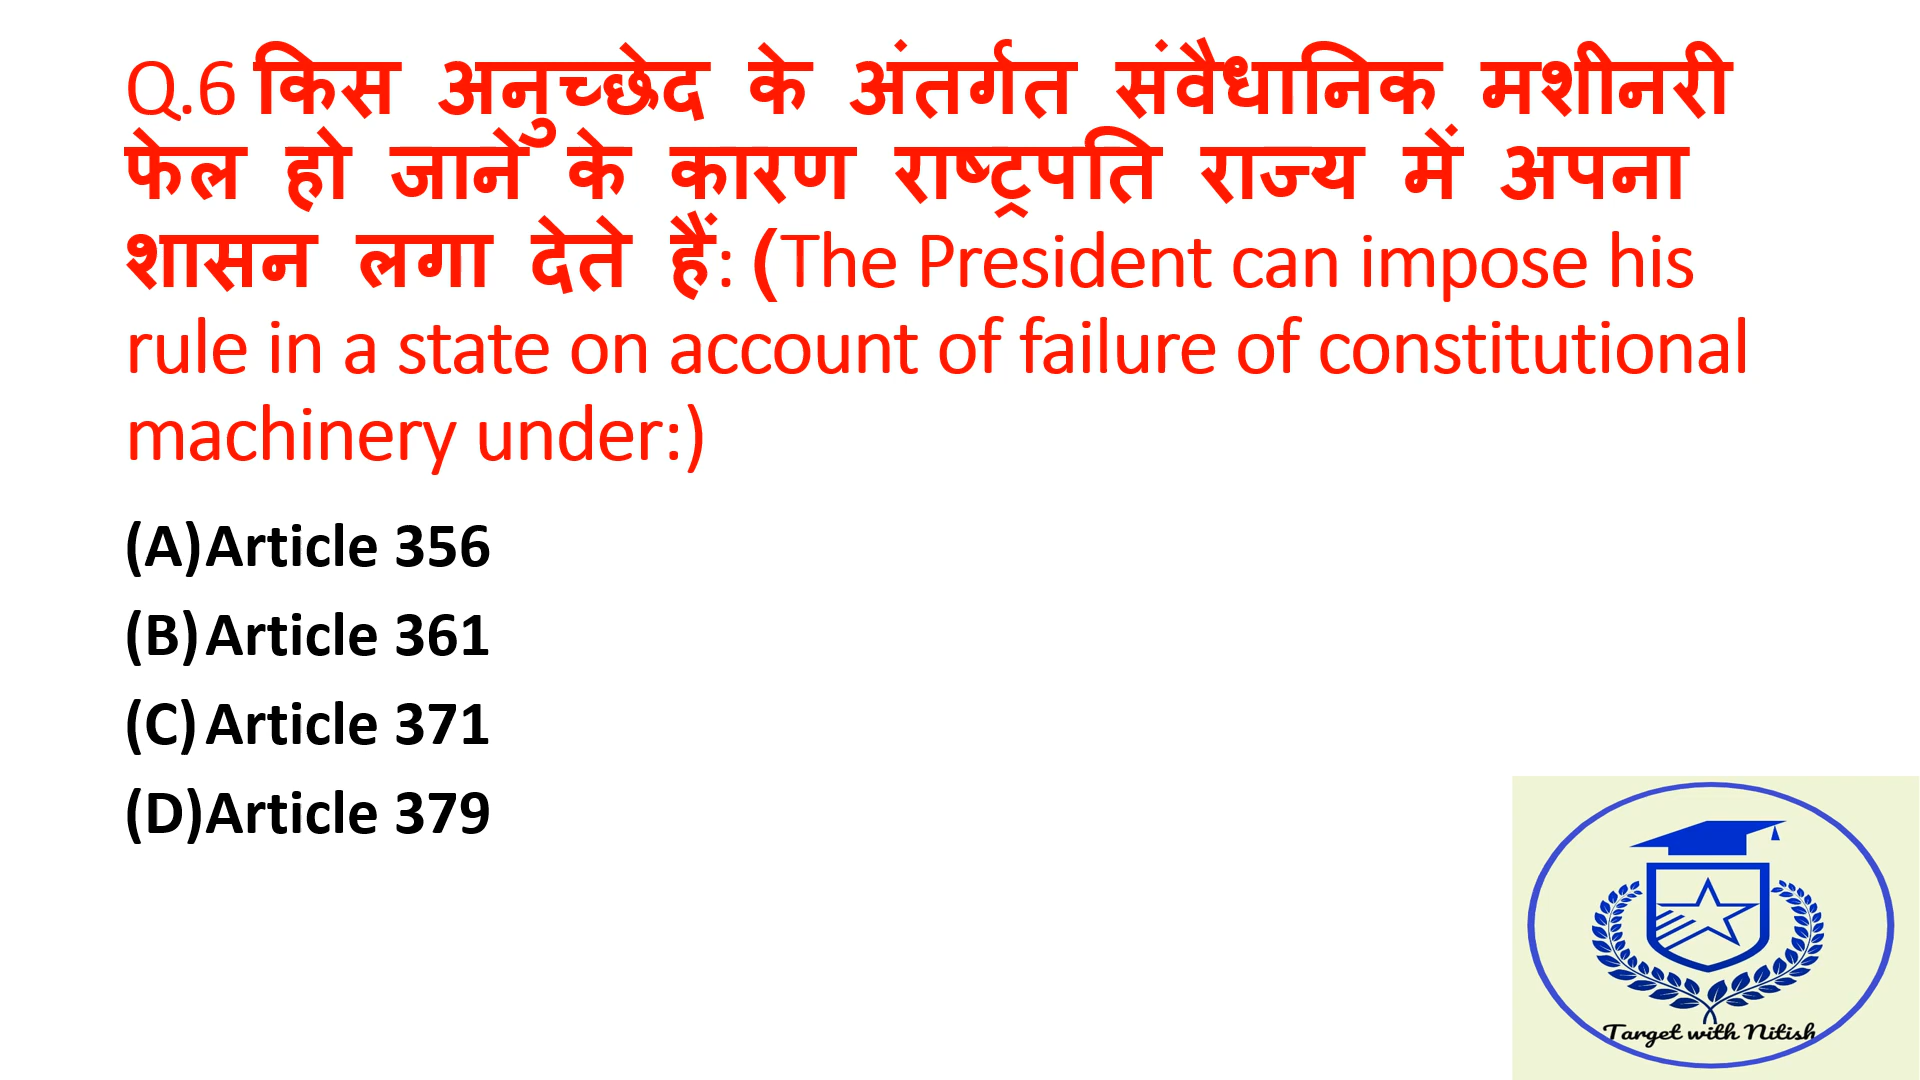 Q.6 किस अनुच्छेद के अंतर्गत संवैधानिक मशीनरी
फेल हो जाने के कारण राष्ट्रपति राज्य में अपना
शासन लगा देते हैं: (The President can impose his
rule in a state on account of failure of constitutional
machinery under:)
(A) Article 356
(B) Article 361
(C) Article 371
(D) Article 379
Target with Nitish